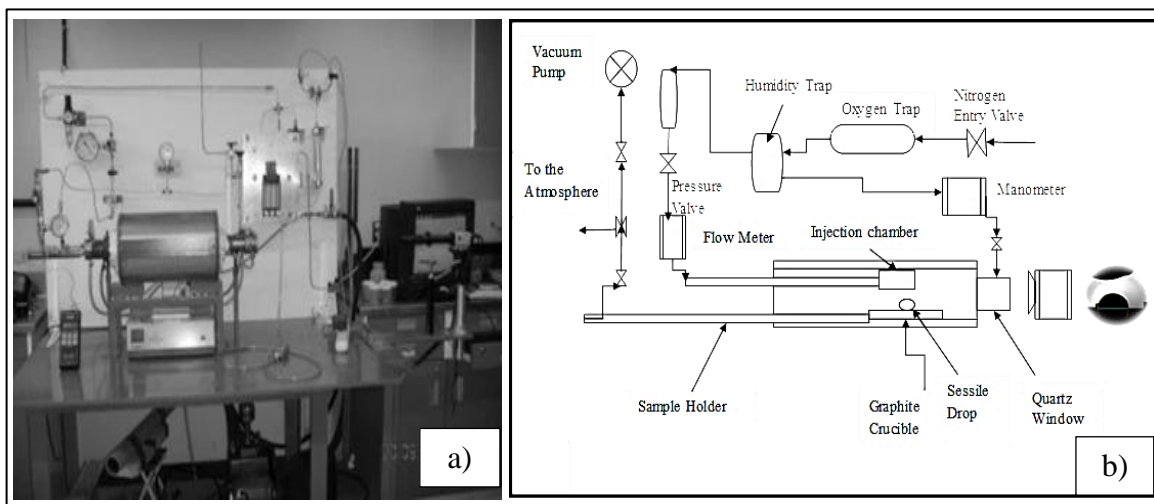 a)
Vacuum
Pump
Humidity Trap
Oxygen Trap
Nitrogen
Entry Valve
To the
Atmosphere
Pressure
Valve
Manometer
Flow Meter
Injection chamber
Sample Holder
Graphite
Crucible
Sessile
Drop
Quartz
Window
b)